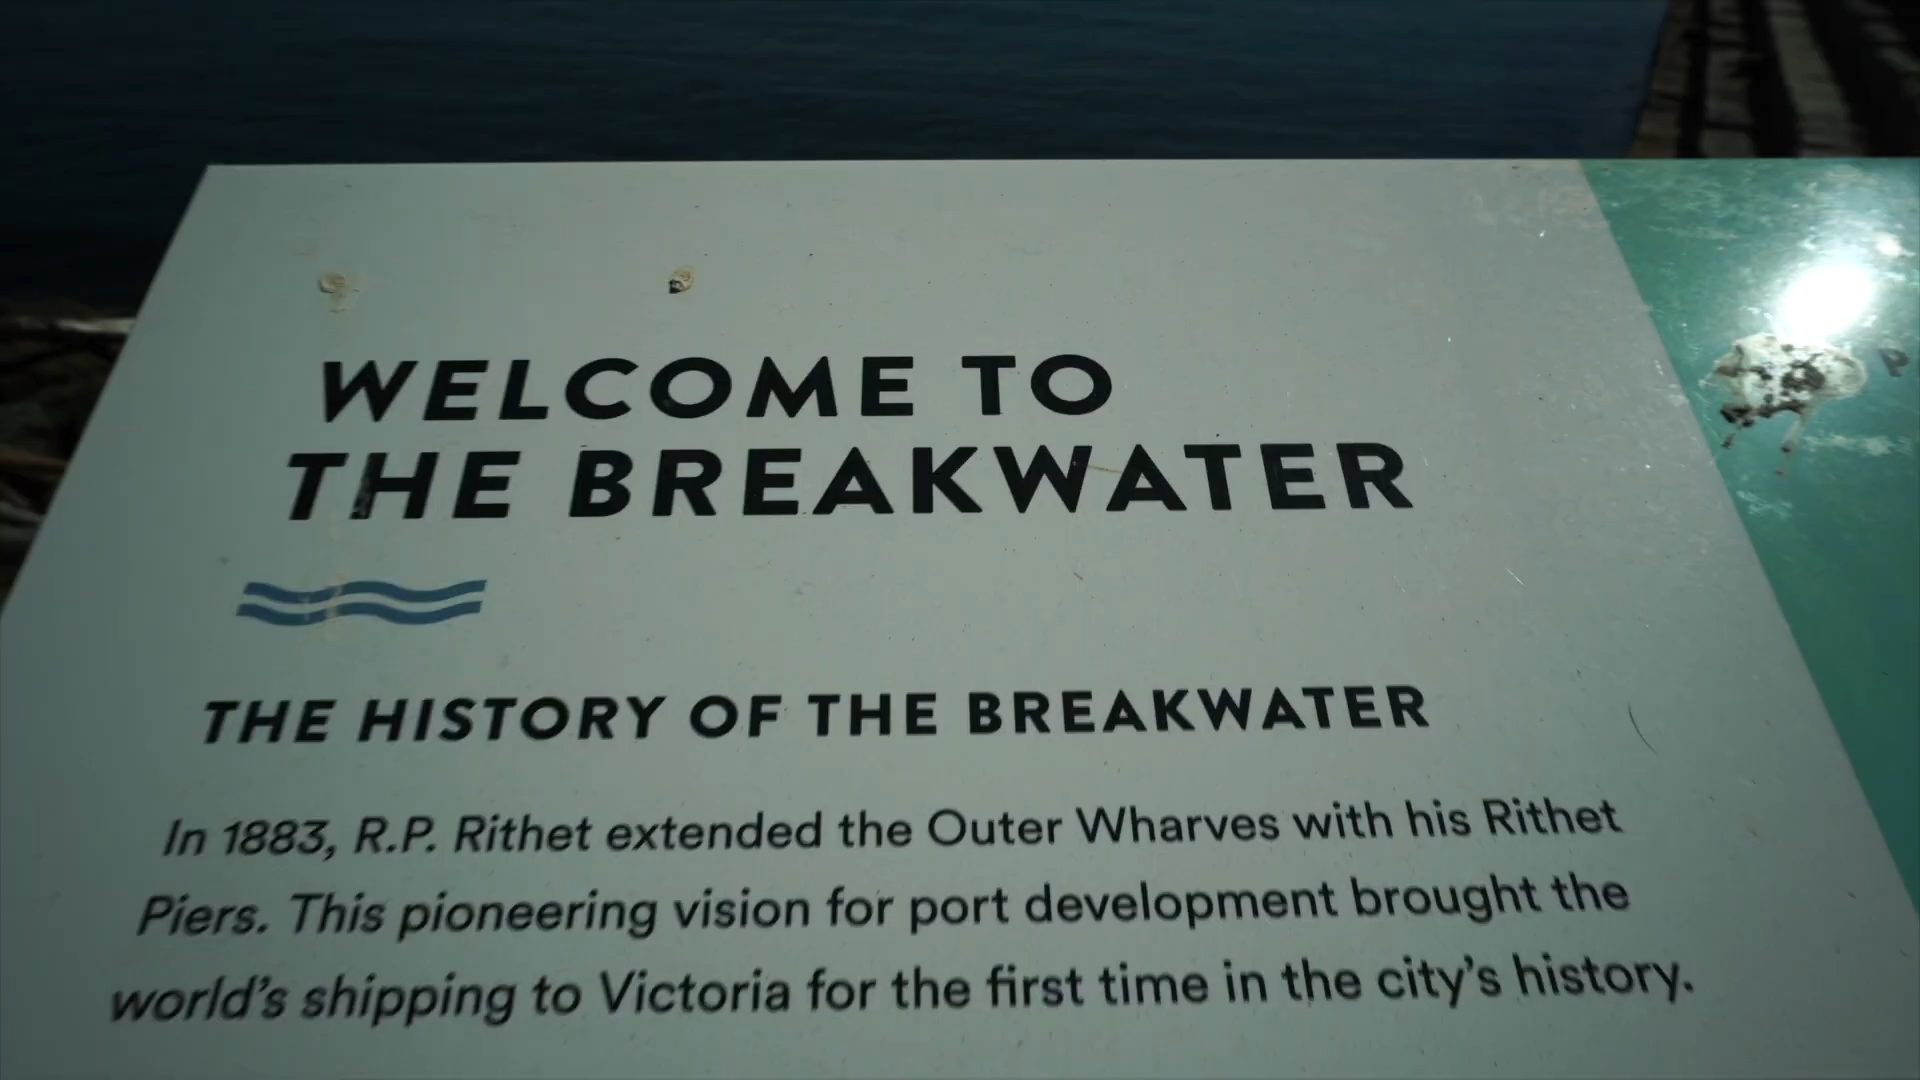 WELCOME TO
THE BREAKWATER
THE HISTORY OF THE BREAKWATER
In 1883, R.P. Rithet extended the Outer Wharves with his Rithet
Piers. This pioneering vision for port development brought the
world's shipping to Victoria for the first time in the city's history.